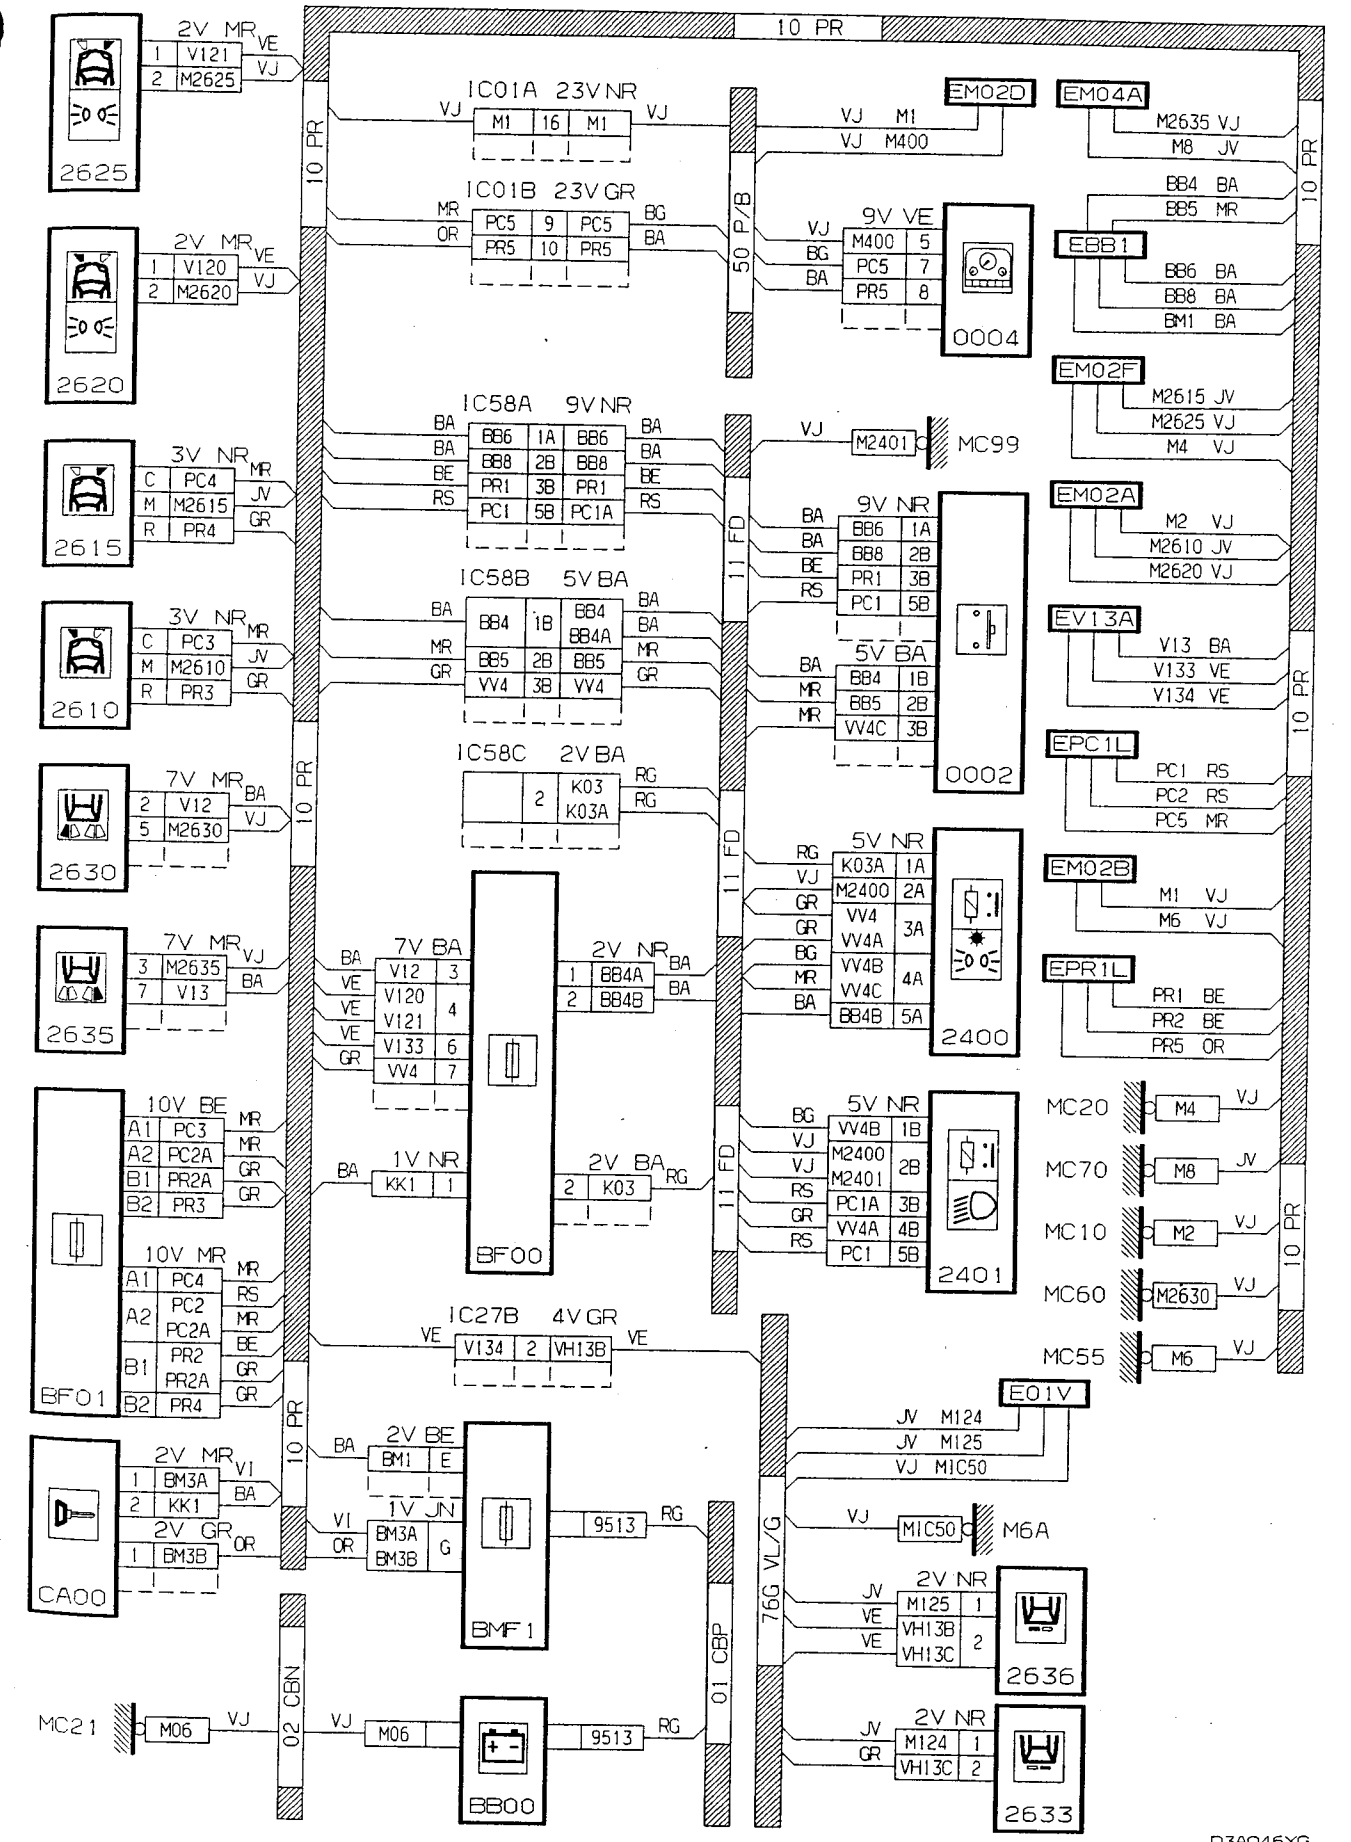 10 PR
2V MR
1 V121 VE
2 M2625 VJ
2625
2V MR
1 V120 VE
2 M2620 VJ
2620
3V NR
C PC4 MR
M M2615 JV
R PR4 GR
2615
3V NR
C PC3 MR
M M2610 JV
R PR3 GR
2610
7V MR
2 V12 BA
5 M2630 VJ
2630
7V MR
3 M2635 VJ
7 V13 BA
2635
10V BE
A1 PC3 MR
A2 PC2A MR
B1 PR2A GR
B2 PR3 GR
10V MR
A1 PC4 MR
A2 PC2 RS
PC2A MR
B1 PR2 BE
PR2A GR
B2 PR4 GR
BF01
2V MR
1 BM3A VI
2 KK1 BA
2V GR
1 BM3B OR
CA00
MC21 M06 VJ
10 PR
10 PR
10 PR
02 CBN
IC01A 23V NR
VJ M1 16 M1 VJ
IC01B 23V GR
MR PC5 9 PC5 BG
OR PR5 10 PR5 BA
IC58A 9V NR
BA BB6 1A BB6 BA
BA BB8 2B BB8 BA
BE PR1 3B PR1 BE
RS PC1 5B PC1A RS
IC58B 5V BA
BA BB4 1B BB4 BA
BB4A BA
MR BB5 2B BB5 MR
GR VV4 3B VV4 GR
IC58C 2V BA
2 K03 RG
K03A RG
7V BA
BA V12 3
VE V120 4
VE V121
VE V133 6
GR VV4 7
2V NR
1 BB4A BA
2 BB4B BA
1V NR
BA KK1 1
2V BA
2 K03 RG
BF00
IC27B 4V GR
VE V134 2 VH13B VE
2V BE
BA BM1 E
1V JN
VI BM3A G
OR BM3B
9513 RG
BMF1
VJ M06
9513 RG
BB00
50 P/B
11 FD
11 FD
11 FD
01 CBP
76G VL/G
EM02D
VJ M1
VJ M400
9V VE
VJ M400 5
BG PC5 7
BA PR5 8
0004
VJ M2401 MC99
9V NR
BA BB6 1A
BA BB8 2B
BE PR1 3B
RS PC1 5B
5V BA
BA BB4 1B
MR BB5 2B
MR VV4C 3B
0002
5V NR
RG K03A 1A
VJ M2400 2A
GR VV4 3A
GR VV4A
BG VV4B 4A
MR VV4C
BA BB4B 5A
2400
5V NR
BG VV4B 1B
VJ M2400 2B
VJ M2401
RS PC1A 3B
GR VV4A 4B
RS PC1 5B
2401
E01V
JV M124
JV M125
VJ MIC50
VJ MIC50 M6A
2V NR
JV M125 1
VE VH13B 2
VE VH13C
2636
2V NR
JV M124 1
GR VH13C 2
2633
EM04A
M2635 VJ
M8 JV
BB4 BA
BB5 MR
EBB1
BB6 BA
BB8 BA
BM1 BA
EM02F
M2615 JV
M2625 VJ
M4 VJ
EM02A
M2 VJ
M2610 JV
M2620 VJ
EV13A
V13 BA
V133 VE
V134 VE
EPC1L
PC1 RS
PC2 RS
PC5 MR
EM02B
M1 VJ
M6 VJ
EPR1L
PR1 BE
PR2 BE
PR5 OR
MC20 M4 VJ
MC70 M8 JV
MC10 M2 VJ
MC60 M2630 VJ
MC55 M6 VJ
10 PR
10 PR
10 PR